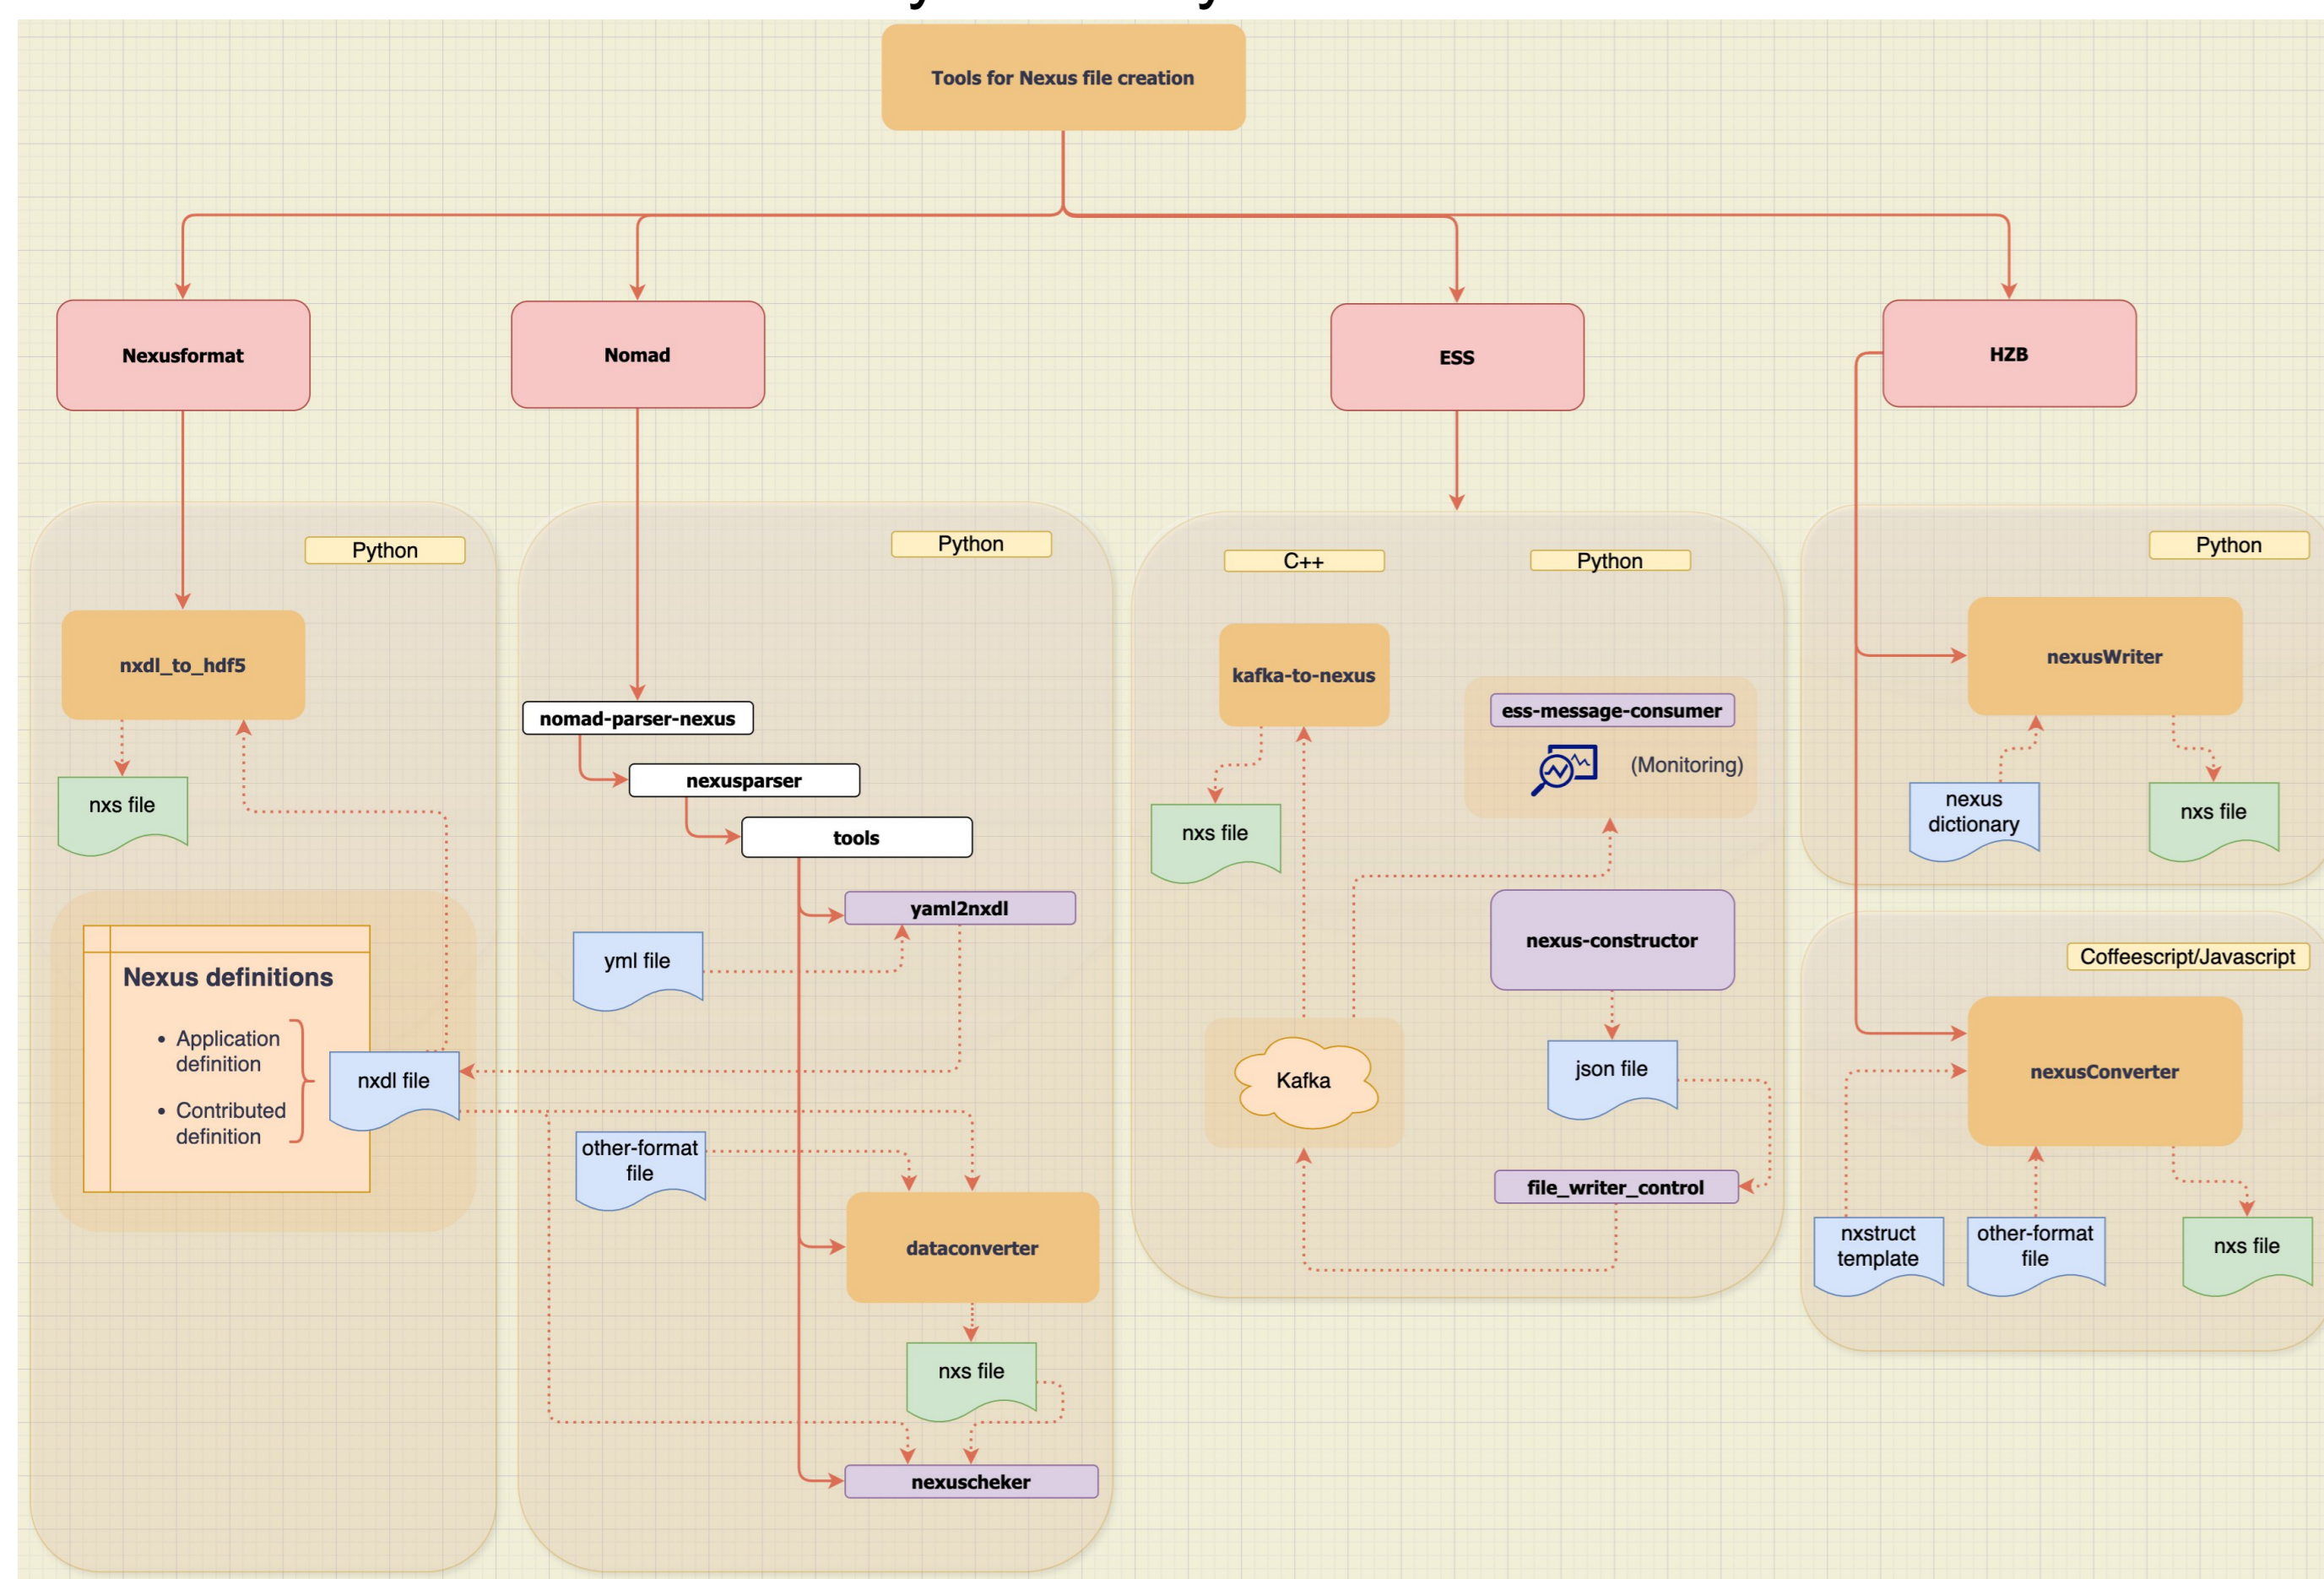 Tools for Nexus file creation
Nexusformat
Nomad
ESS
HZB
Python
nxdl_to_hdf5
nxs file
Nexus definitions
• Application
definition
• Contributed
definition
nxdl file
Python
nomad-parser-nexus
nexusparser
tools
yaml2nxdl
yml file
other-format
file
dataconverter
nxs file
nexuscheker
C++
Python
kafka-to-nexus
ess-message-consumer
(Monitoring)
nxs file
nexus-constructor
Kafka
json file
file_writer_control
Python
nexusWriter
nexus
dictionary
nxs file
Coffeescript/Javascript
nexusConverter
nxstruct
template
other-format
file
nxs file